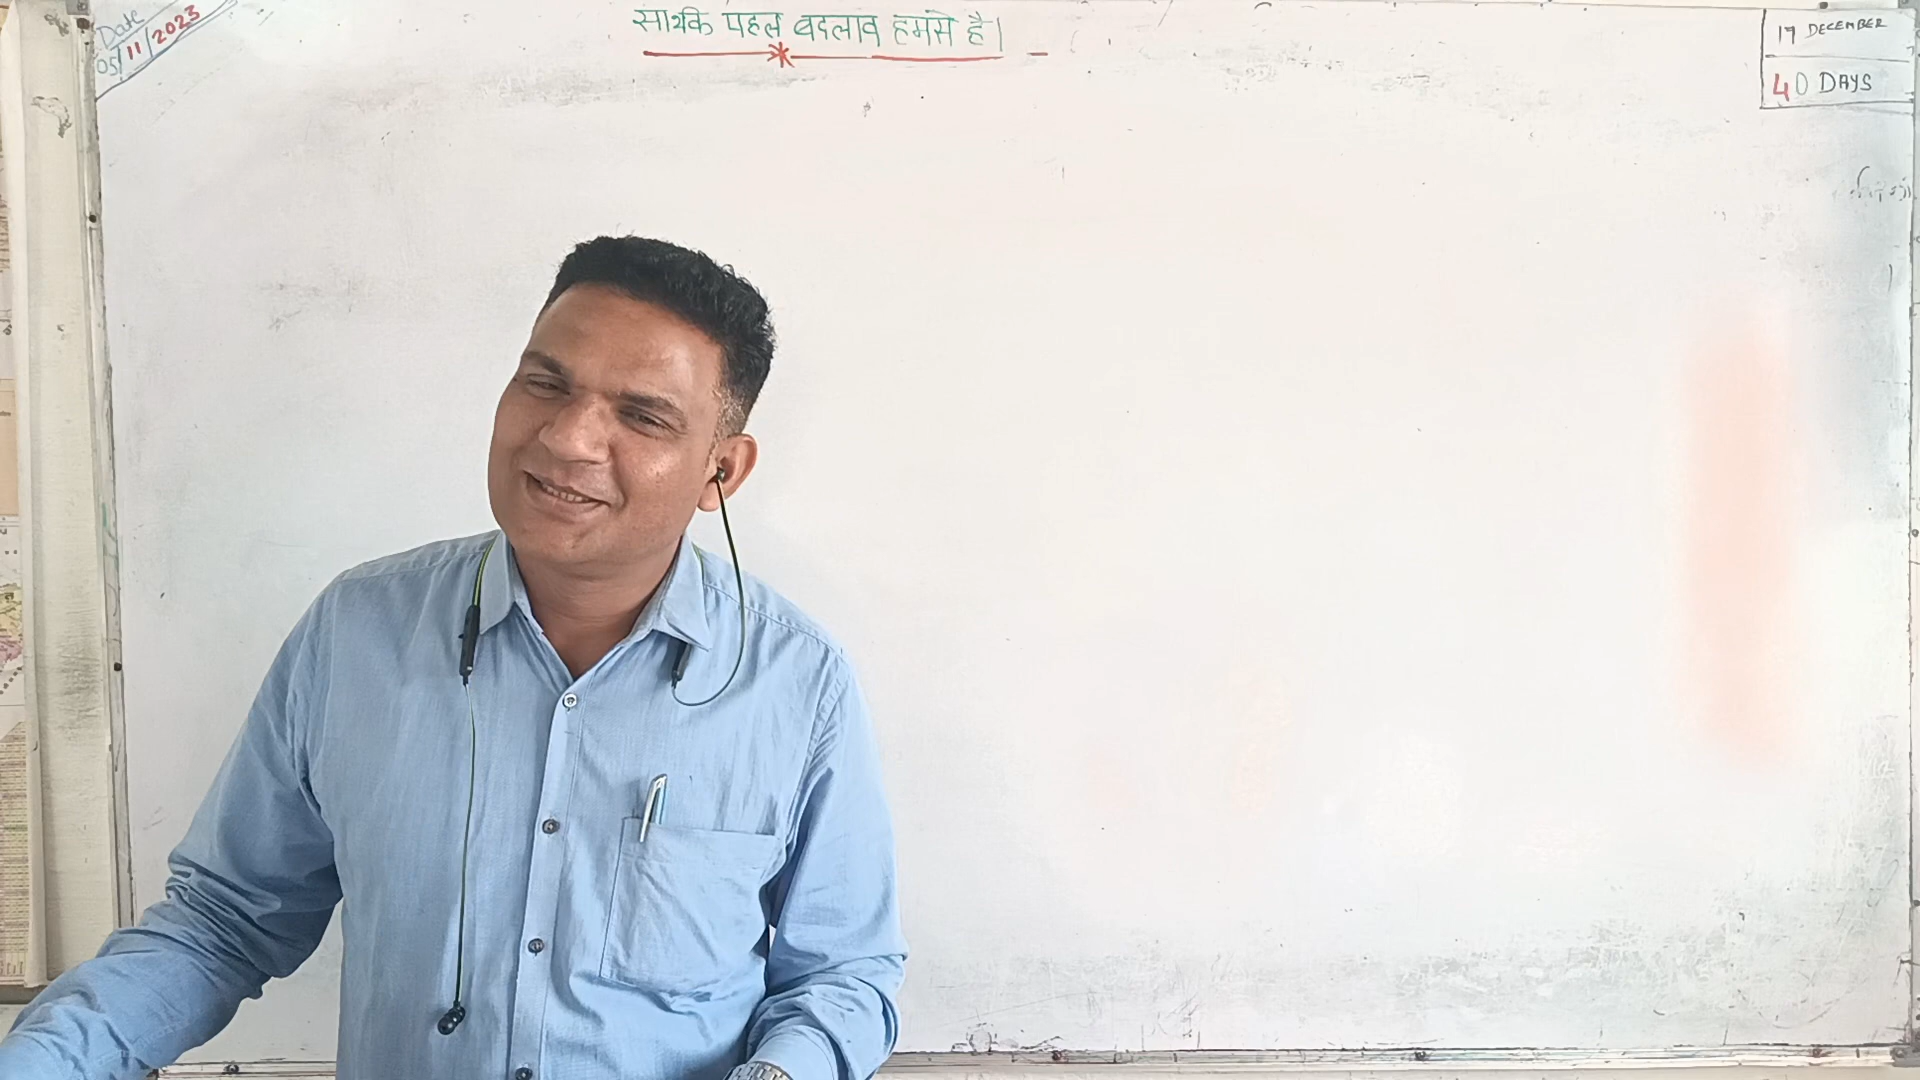 Date
05/11/2023
सार्थक पहल बदलाव हमसे है।
17 DECEMBER
40 DAYS